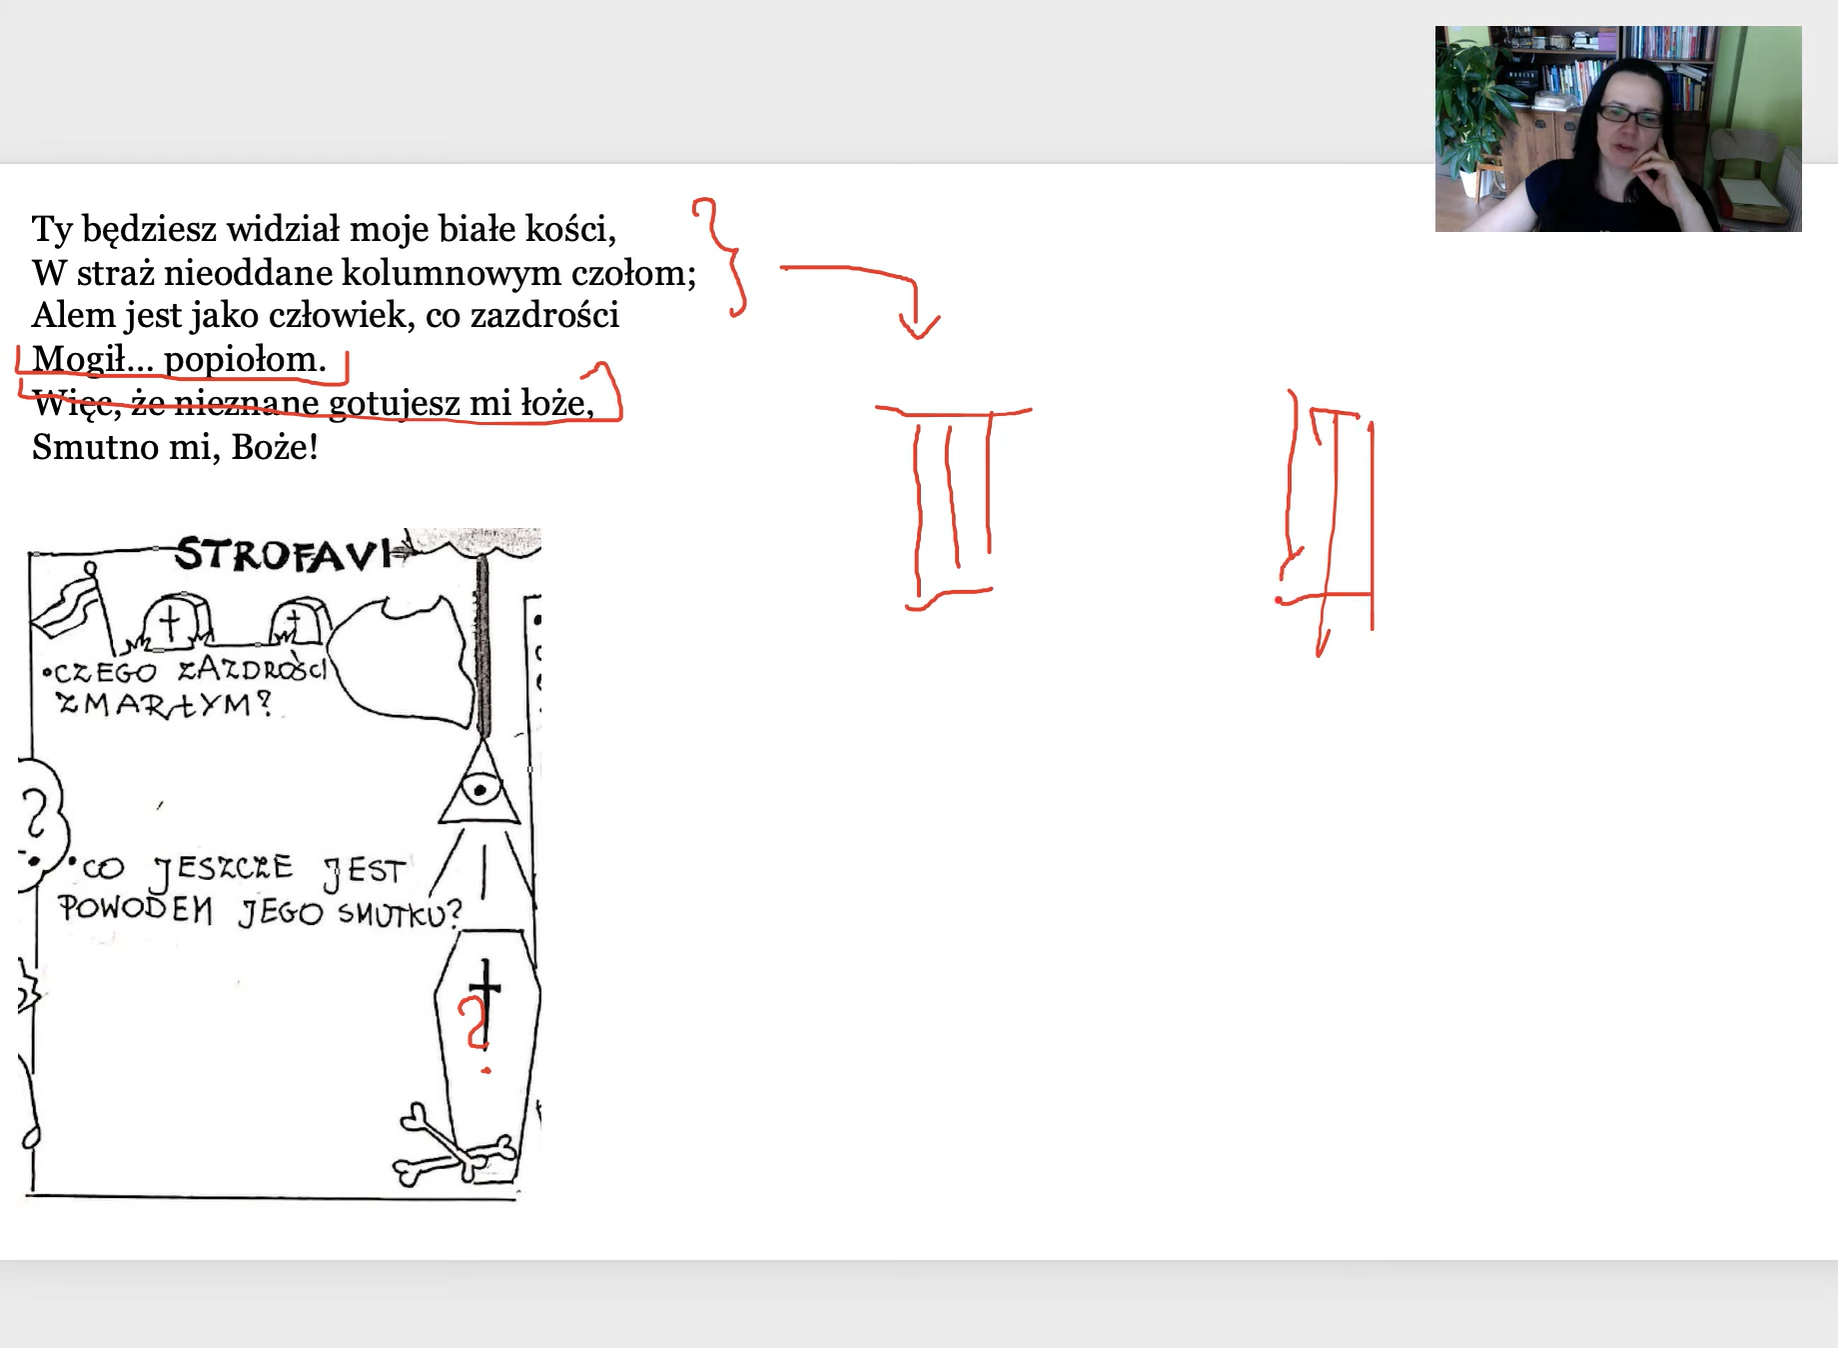 Ty będziesz widział moje białe kości,
W straż nieoddane kolumnowym czołom;
Alem jest jako człowiek, co zazdrości
Mogił... popiołom.
Więc, że nieznane gotujesz mi łoże,
Smutno mi, Boże!
STROFA VI
•CZEGO ZAZDROŚCI
ZMARŁYM?
?
•CO JESZCZE JEST
POWODEM JEGO SMUTKU?
?